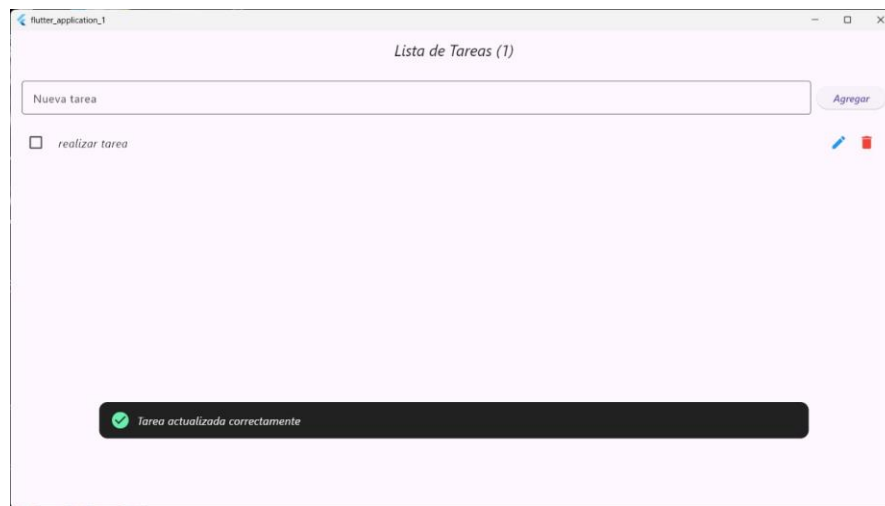 flutter_application_1
Lista de Tareas (1)
Nueva tarea
Agregar
realizar tarea
Tarea actualizada correctamente